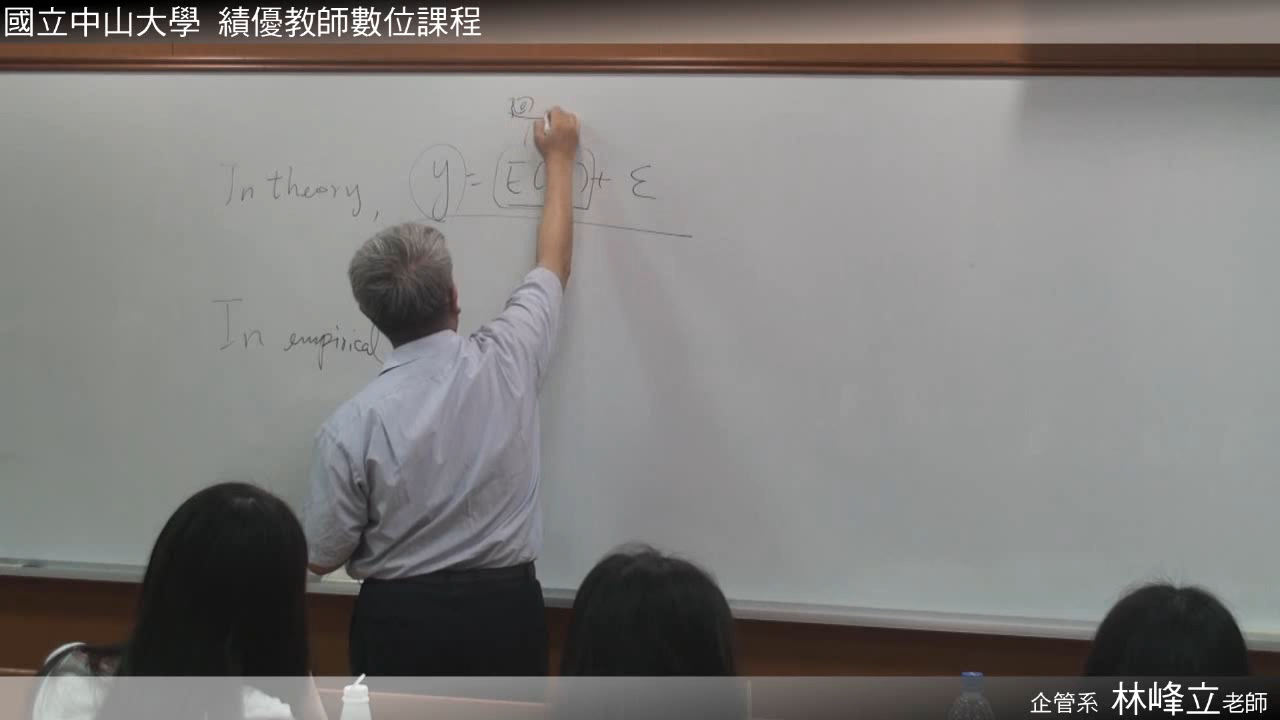 國立中山大學 績優教師數位課程
In theory, y = E( ) + ε
In empirical
企管系 林峰立老師